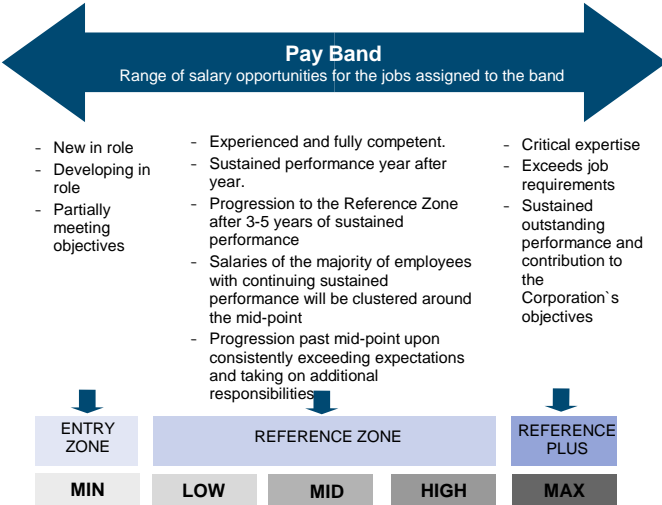 Pay Band
Range of salary opportunities for the jobs assigned to the band
- New in role
- Developing in
role
- Partially
meeting
objectives
- Experienced and fully competent.
- Sustained performance year after
year.
- Progression to the Reference Zone
after 3-5 years of sustained
performance
- Salaries of the majority of employees
with continuing sustained
performance will be clustered around
the mid-point
- Progression past mid-point upon
consistently exceeding expectations
and taking on additional
responsibilities
- Critical expertise
- Exceeds job
requirements
- Sustained
outstanding
performance and
contribution to
the
Corporation`s
objectives
ENTRY
ZONE
REFERENCE ZONE
REFERENCE
PLUS
MIN
LOW
MID
HIGH
MAX